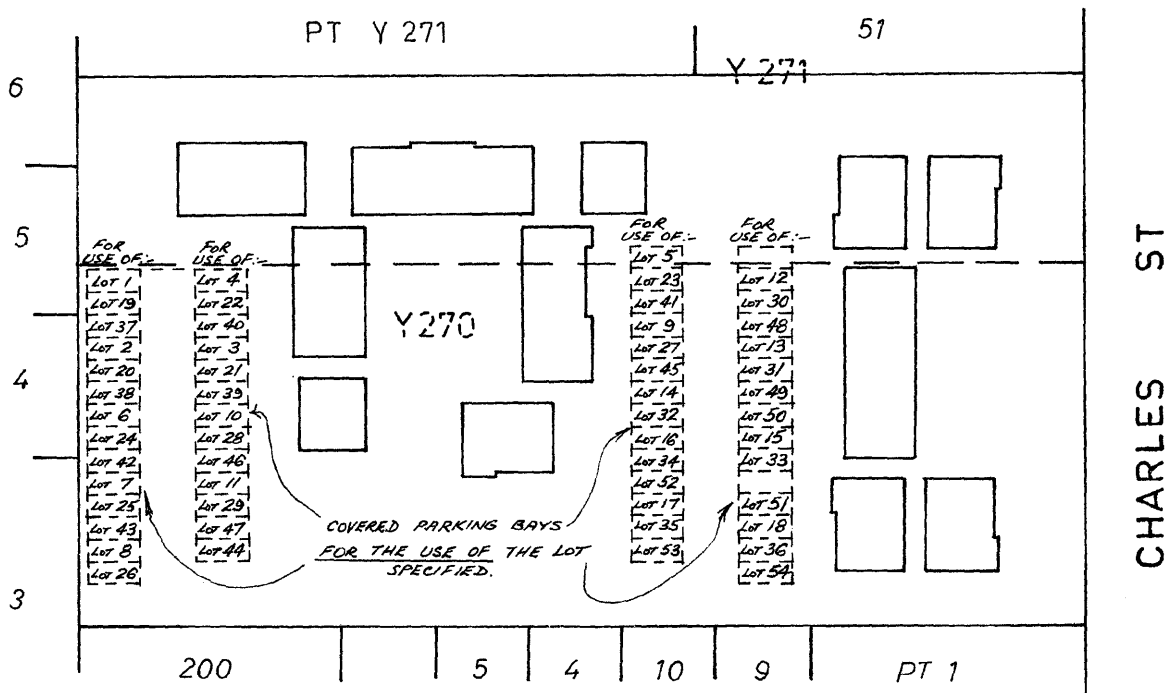 PT Y 271
51
Y 271
6
5
4
3
FOR
USE OF:-
LOT 1
LOT 19
LOT 37
LOT 2
LOT 20
LOT 38
LOT 6
LOT 24
LOT 42
LOT 7
LOT 25
LOT 43
LOT 8
LOT 26
FOR
USE OF:-
LOT 4
LOT 22
LOT 40
LOT 3
LOT 21
LOT 39
LOT 10
LOT 28
LOT 46
LOT 11
LOT 29
LOT 47
LOT 44
Y 270
COVERED PARKING BAYS
FOR THE USE OF THE LOT
SPECIFIED.
FOR
USE OF:-
LOT 5
LOT 23
LOT 41
LOT 9
LOT 27
LOT 45
LOT 14
LOT 32
LOT 16
LOT 34
LOT 52
LOT 17
LOT 35
LOT 53
FOR
USE OF:-
LOT 12
LOT 30
LOT 48
LOT 13
LOT 31
LOT 49
LOT 50
LOT 15
LOT 33
LOT 51
LOT 18
LOT 36
LOT 54
CHARLES ST
200
5
4
10
9
PT 1